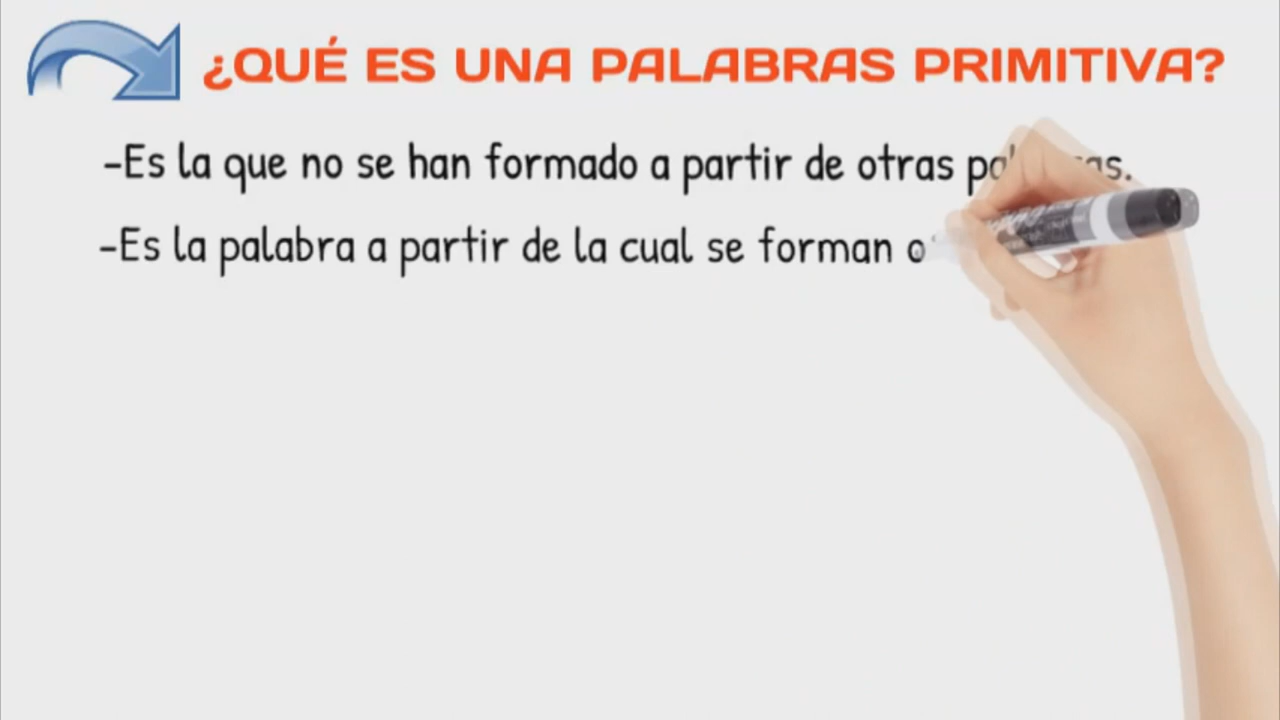 ¿QUÉ ES UNA PALABRAS PRIMITIVA?
-Es la que no se han formado a partir de otras
-Es la palabra a partir de la cual se forman